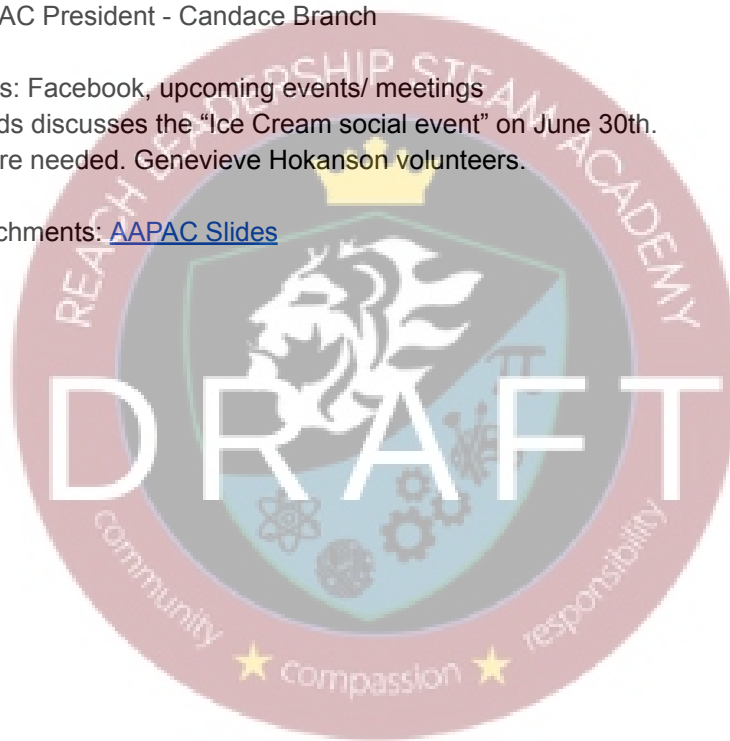 AC President - Candace Branch
s: Facebook, upcoming events/ meetings
ds discusses the “Ice Cream social event” on June 30th.
re needed. Genevieve Hokanson volunteers.
chments: AAPAC Slides
REACH LEADERSHIP STEAM ACADEMY
DRAFT
π
community ★ compassion ★ responsibility